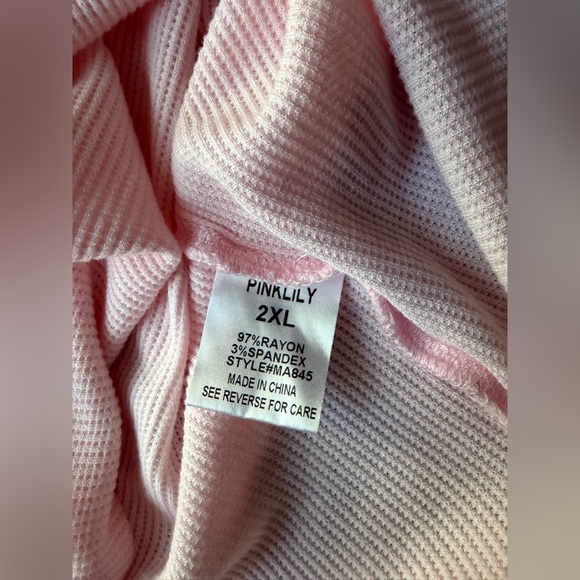 PINKLILY
2XL
97%RAYON
3%SPANDEX
STYLE#MA845
MADE IN CHINA
SEE REVERSE FOR CARE